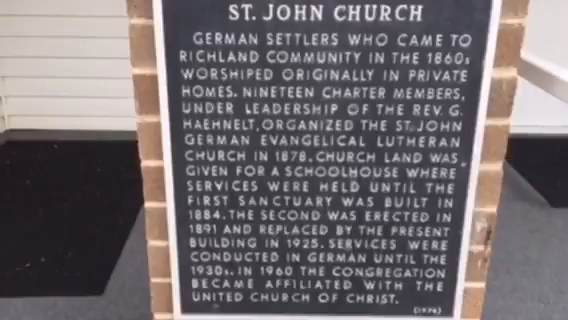 ST. JOHN CHURCH
GERMAN SETTLERS WHO CAME TO
RICHLAND COMMUNITY IN THE 1860s
WORSHIPED ORIGINALLY IN PRIVATE
HOMES. NINETEEN CHARTER MEMBERS,
UNDER LEADERSHIP OF THE REV. G.
HAEHNELT, ORGANIZED THE ST. JOHN
GERMAN EVANGELICAL LUTHERAN
CHURCH IN 1878. CHURCH LAND WAS
GIVEN FOR A SCHOOLHOUSE WHERE
SERVICES WERE HELD UNTIL THE
FIRST SANCTUARY WAS BUILT IN
1884. THE SECOND WAS ERECTED IN
1891 AND REPLACED BY THE PRESENT
BUILDING IN 1925. SERVICES WERE
CONDUCTED IN GERMAN UNTIL THE
1930s. IN 1960 THE CONGREGATION
BECAME AFFILIATED WITH THE
UNITED CHURCH OF CHRIST.
(1976)